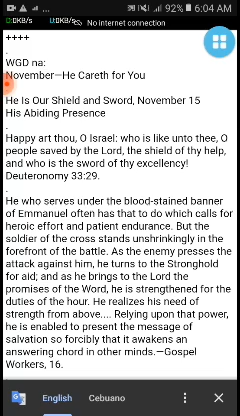 O:0KB/s U:0KB/s No internet connection 92% 6:04 AM
++++
.
WGD na:
November—He Careth for You
He Is Our Shield and Sword, November 15
His Abiding Presence
.
Happy art thou, O Israel: who is like unto thee, O
people saved by the Lord, the shield of thy help,
and who is the sword of thy excellency!
Deuteronomy 33:29.
.
He who serves under the blood-stained banner
of Emmanuel often has that to do which calls for
heroic effort and patient endurance. But the
soldier of the cross stands unshrinkingly in the
forefront of the battle. As the enemy presses the
attack against him, he turns to the Stronghold
for aid; and as he brings to the Lord the
promises of the Word, he is strengthened for the
duties of the hour. He realizes his need of
strength from above.... Relying upon that power,
he is enabled to present the message of
salvation so forcibly that it awakens an
answering chord in other minds.—Gospel
Workers, 16.
G English Cebuano